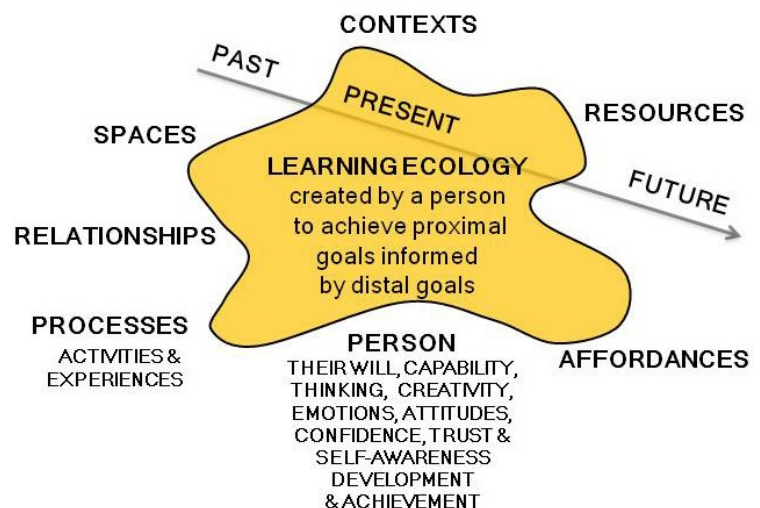 CONTEXTS
PAST
PRESENT
RESOURCES
SPACES
LEARNING ECOLOGY
created by a person
to achieve proximal
goals informed
by distal goals
FUTURE
RELATIONSHIPS
PROCESSES
ACTIVITIES &
EXPERIENCES
PERSON
THEIR WILL, CAPABILITY,
THINKING, CREATIVITY,
EMOTIONS, ATTITUDES,
CONFIDENCE, TRUST &
SELF-AWARENESS
DEVELOPMENT
& ACHIEVEMENT
AFFORDANCES